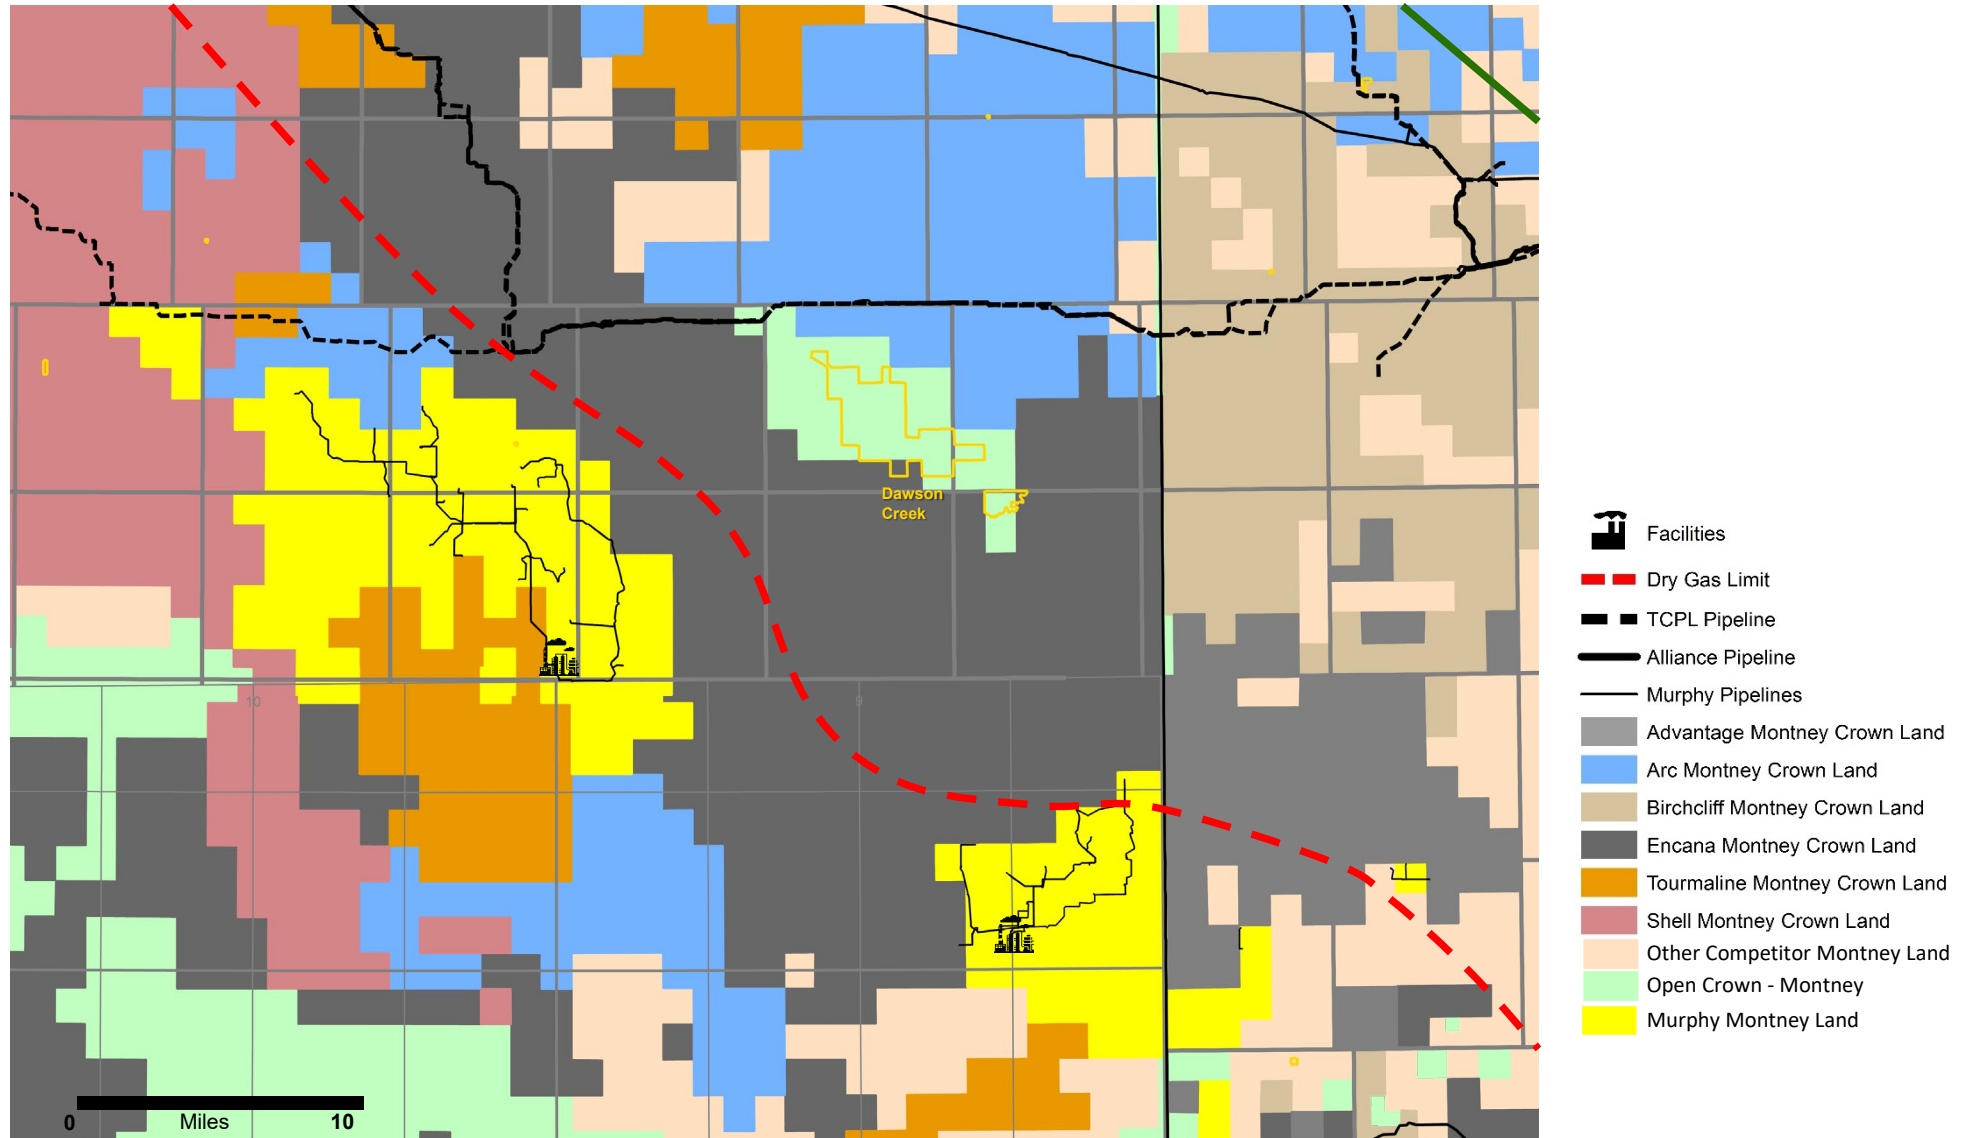 Dawson
Creek
10
9
0
Miles
10
Facilities
Dry Gas Limit
TCPL Pipeline
Alliance Pipeline
Murphy Pipelines
Advantage Montney Crown Land
Arc Montney Crown Land
Birchcliff Montney Crown Land
Encana Montney Crown Land
Tourmaline Montney Crown Land
Shell Montney Crown Land
Other Competitor Montney Land
Open Crown - Montney
Murphy Montney Land